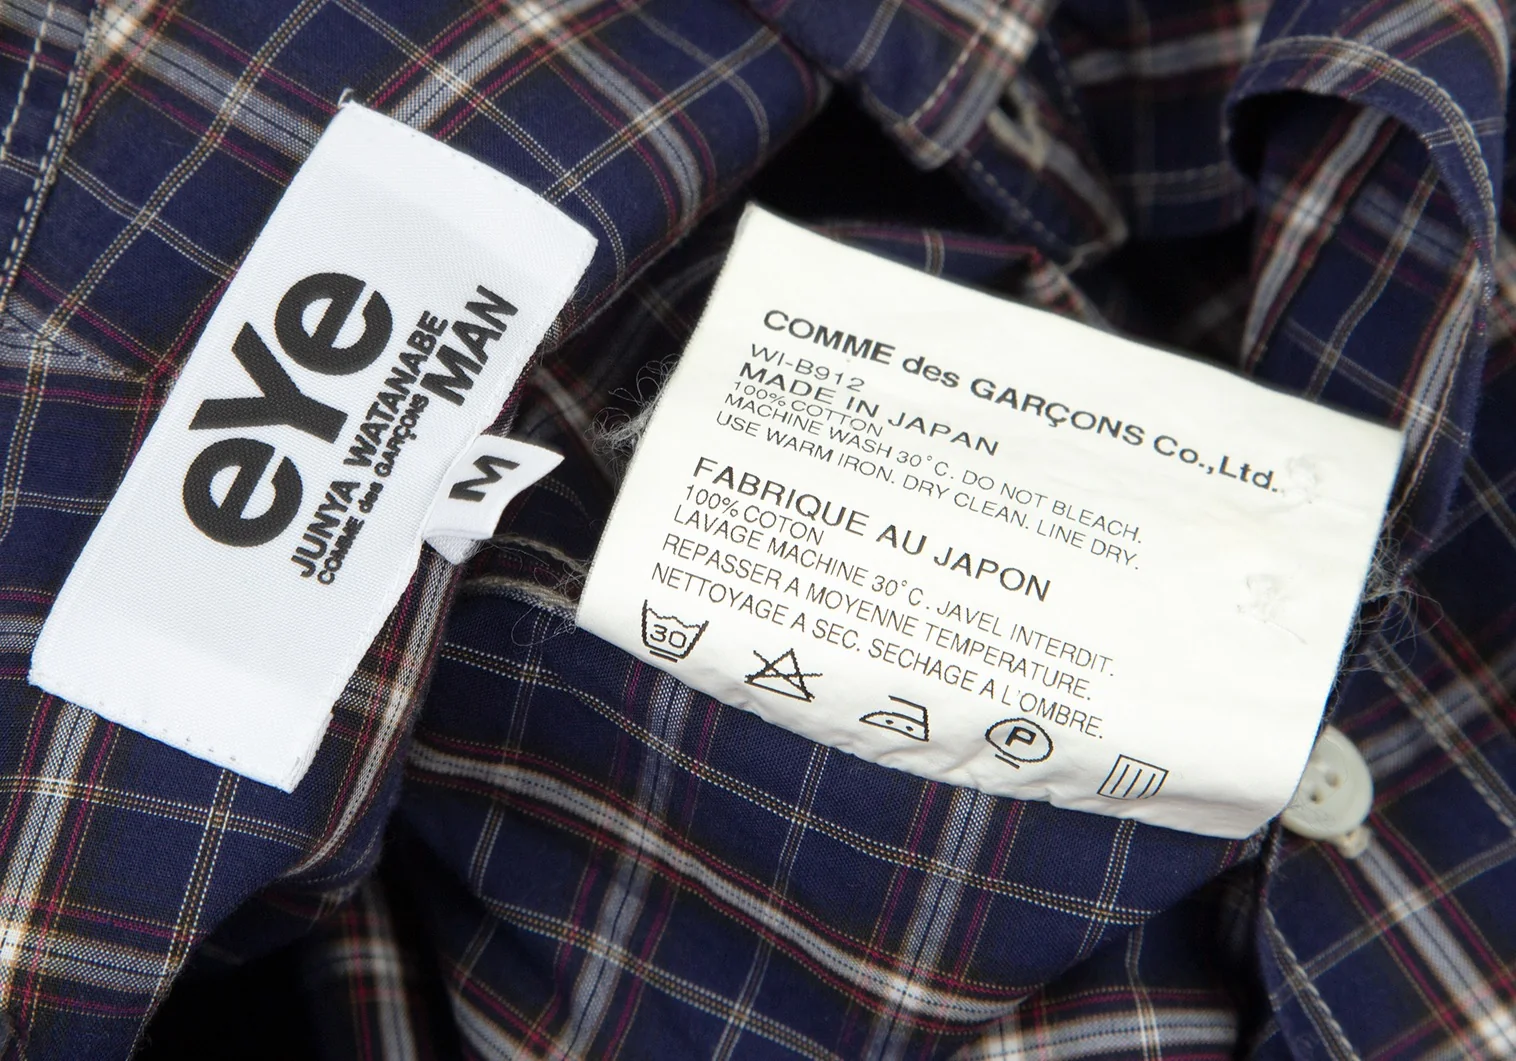 eYe
JUNYA WATANABE
COMME des GARÇONS
MAN
M
COMME des GARÇONS Co.,Ltd.
WI-B912
MADE IN JAPAN
100% COTTON
MACHINE WASH 30°C. DO NOT BLEACH.
USE WARM IRON. DRY CLEAN. LINE DRY.
FABRIQUE AU JAPON
100% COTON
LAVAGE MACHINE 30°C. JAVEL INTERDIT.
REPASSER A MOYENNE TEMPERATURE.
NETTOYAGE A SEC. SECHAGE A L'OMBRE.
30
P